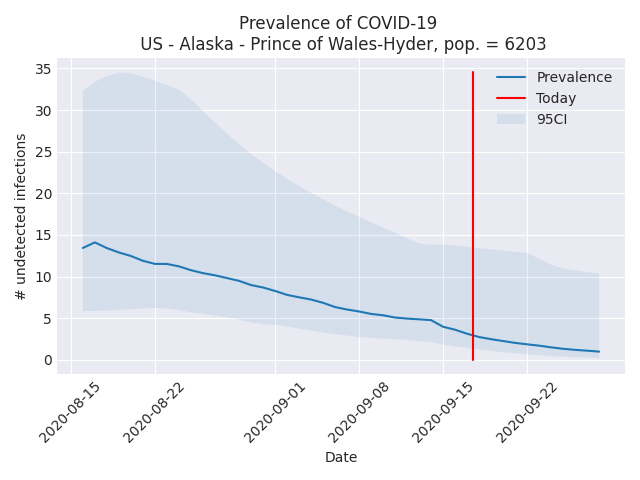 Prevalence of COVID-19
US - Alaska - Prince of Wales-Hyder, pop. = 6203
Prevalence
Today
95CI
# undetected infections
35
30
25
20
15
10
5
0
2020-08-15
2020-08-22
2020-09-01
2020-09-08
2020-09-15
2020-09-22
Date